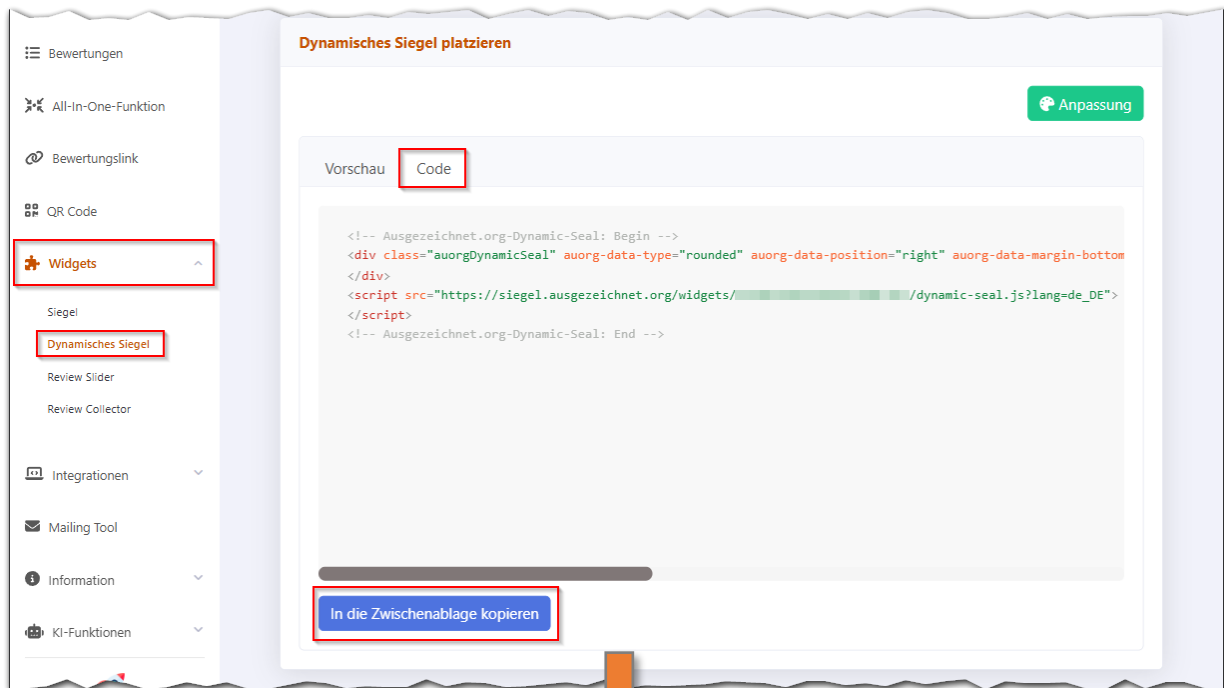 Bewertungen
All-In-One-Funktion
Bewertungslink
QR Code
Widgets
Siegel
Dynamisches Siegel
Review Slider
Review Collector
Integrationen
Mailing Tool
Information
KI-Funktionen
Dynamisches Siegel platzieren
Anpassung
Vorschau Code
<!-- Ausgezeichnet.org-Dynamic-Seal: Begin -->
<div class="auorgDynamicSeal" auorg-data-type="rounded" auorg-data-position="right" auorg-data-margin-bottom
</div>
<script src="https://siegel.ausgezeichnet.org/widgets/ /dynamic-seal.js?lang=de_DE">
</script>
<!-- Ausgezeichnet.org-Dynamic-Seal: End -->
In die Zwischenablage kopieren